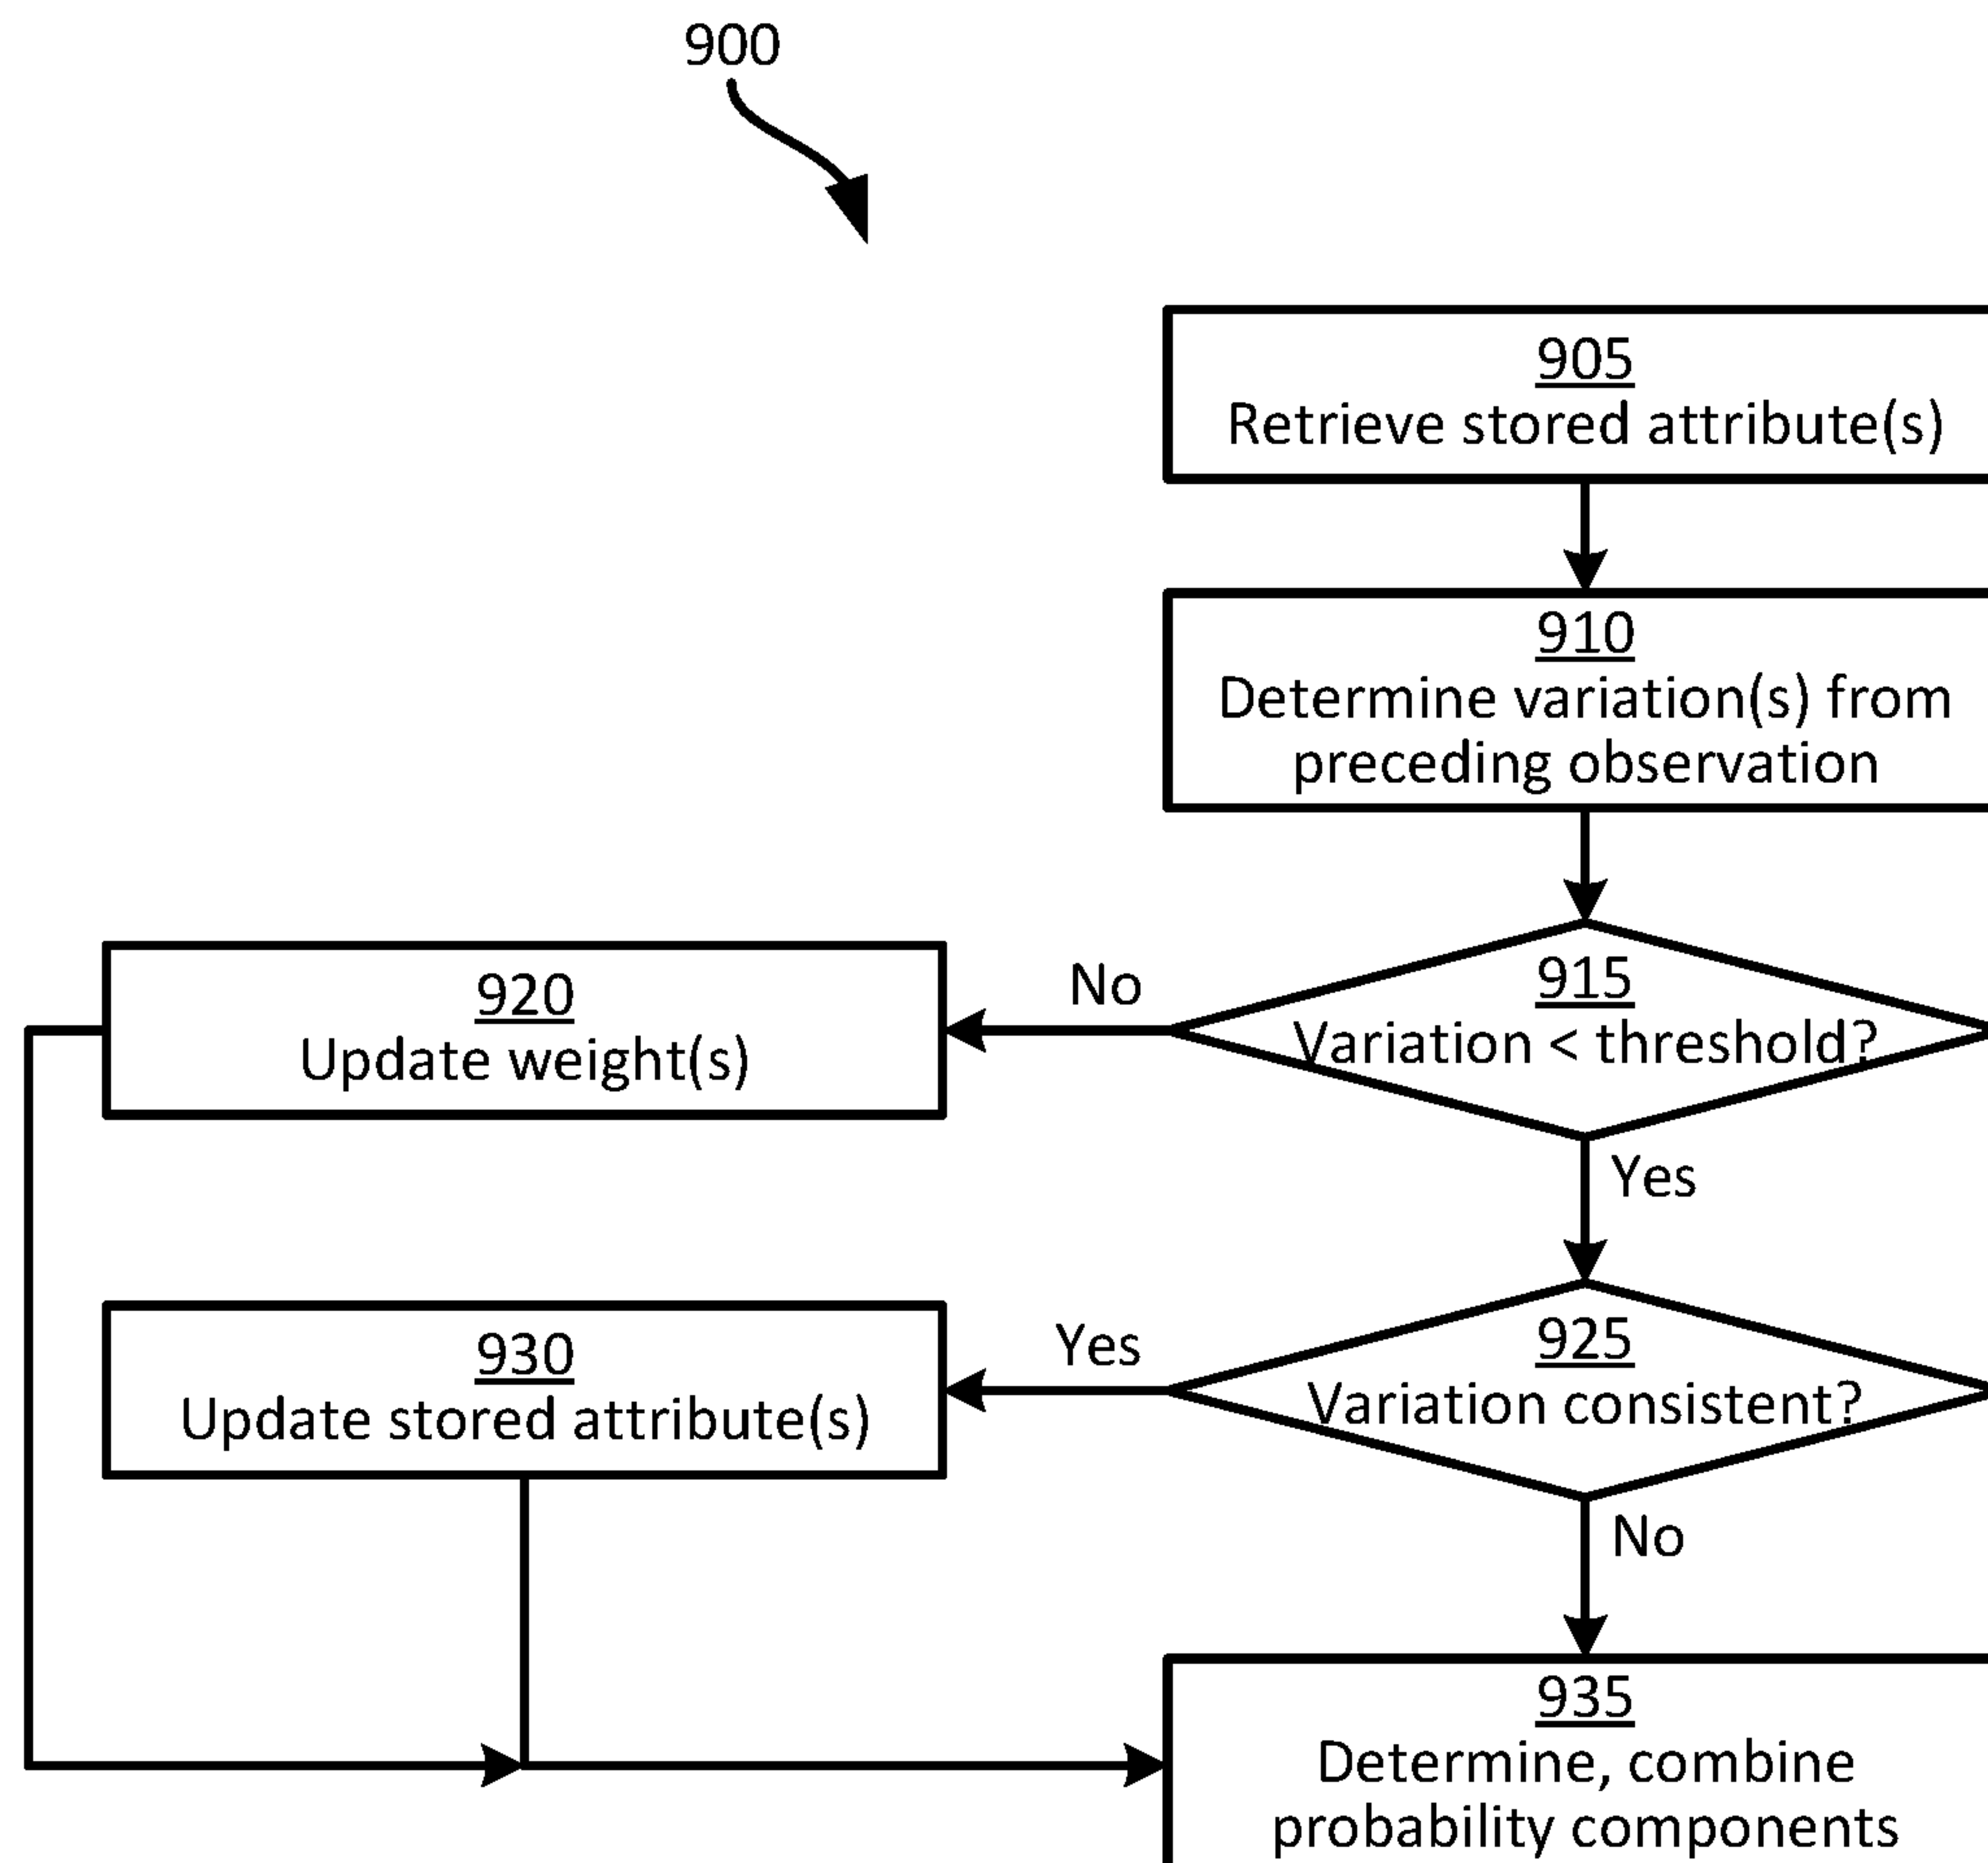 900
905
Retrieve stored attribute(s)
910
Determine variation(s) from
preceding observation
915
Variation < threshold?
No
920
Update weight(s)
Yes
925
Variation consistent?
Yes
930
Update stored attribute(s)
No
935
Determine, combine
probability components